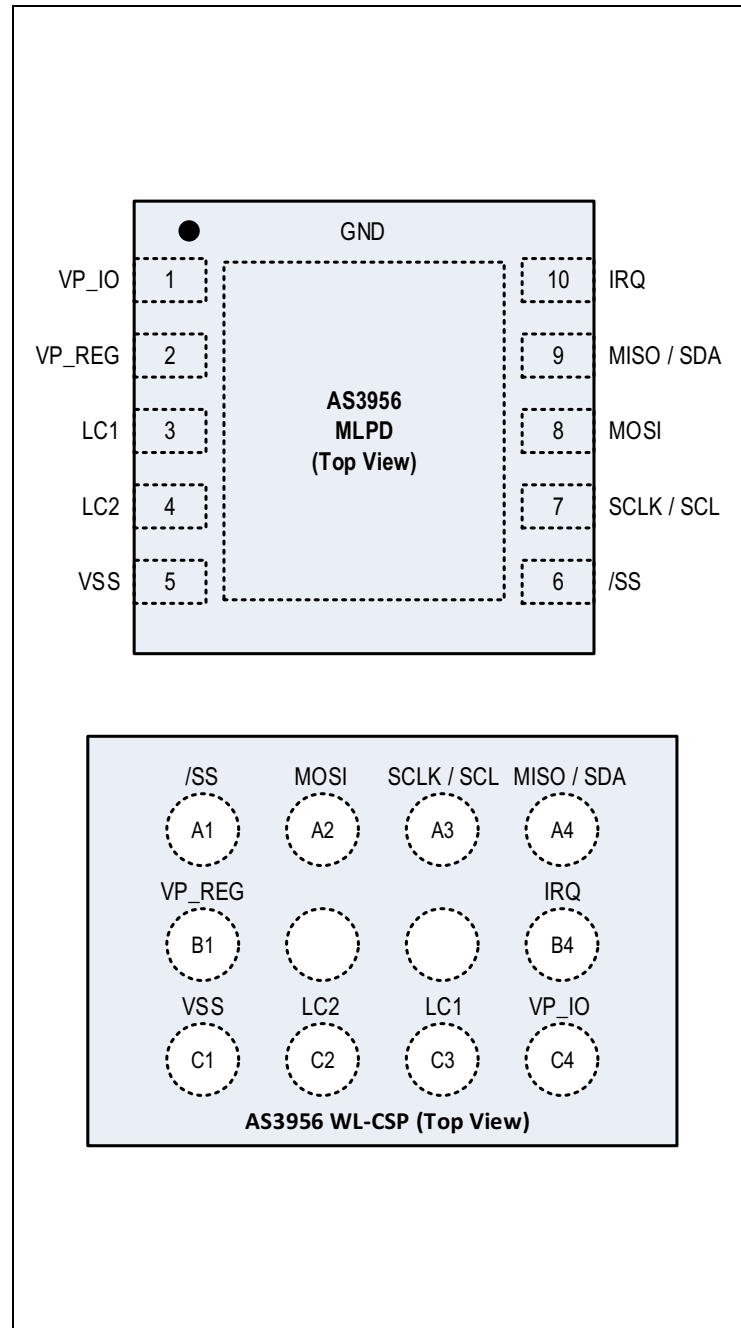 GND
VP_IO 1 10 IRQ
VP_REG 2 9 MISO / SDA
AS3956
LC1 3 MLPD 8 MOSI
(Top View)
LC2 4 7 SCLK / SCL
VSS 5 6 /SS
/SS MOSI SCLK / SCL MISO / SDA
A1 A2 A3 A4
VP_REG IRQ
B1 B4
VSS LC2 LC1 VP_IO
C1 C2 C3 C4
AS3956 WL-CSP (Top View)